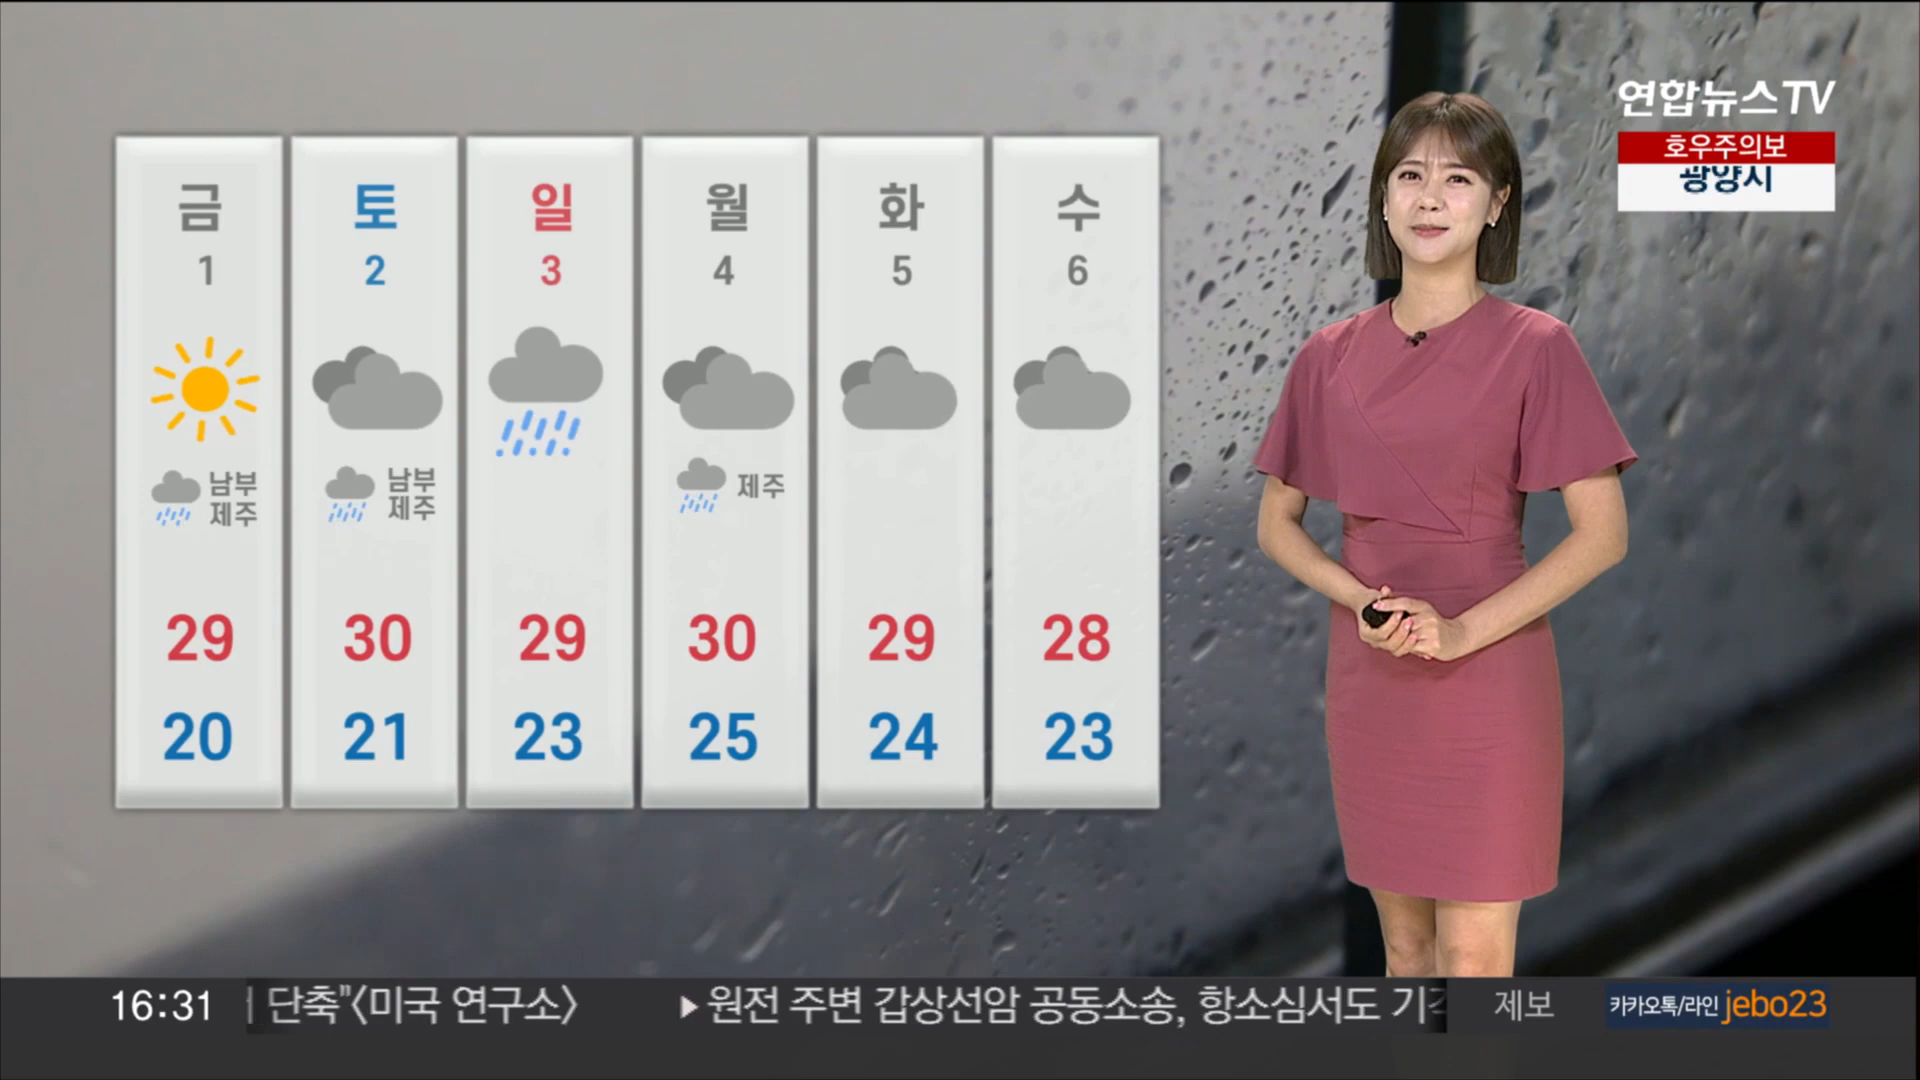 연합뉴스TV
호우주의보
광양시
금 토 일 월 화 수
1 2 3 4 5 6
남부 남부 제주
제주 제주
29 30 29 30 29 28
20 21 23 25 24 23
16:31 단축"〈미국 연구소〉 ▶원전 주변 갑상선암 공동소송, 항소심서도 제보 카카오톡/라인 jebo23